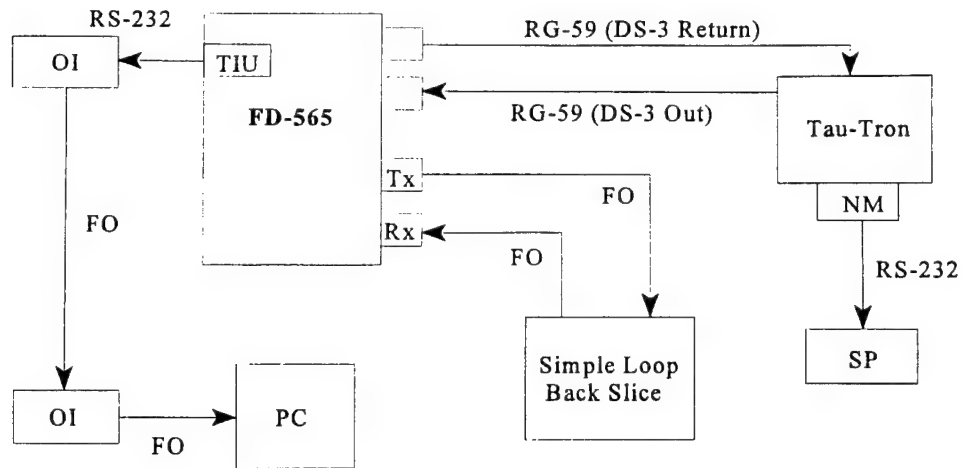 RS-232
OI
TIU
FD-565
RG-59 (DS-3 Return)
RG-59 (DS-3 Out)
Tau-Tron
NM
Tx
FO
Rx
FO
FO
RS-232
Simple Loop
Back Slice
SP
OI
FO
PC